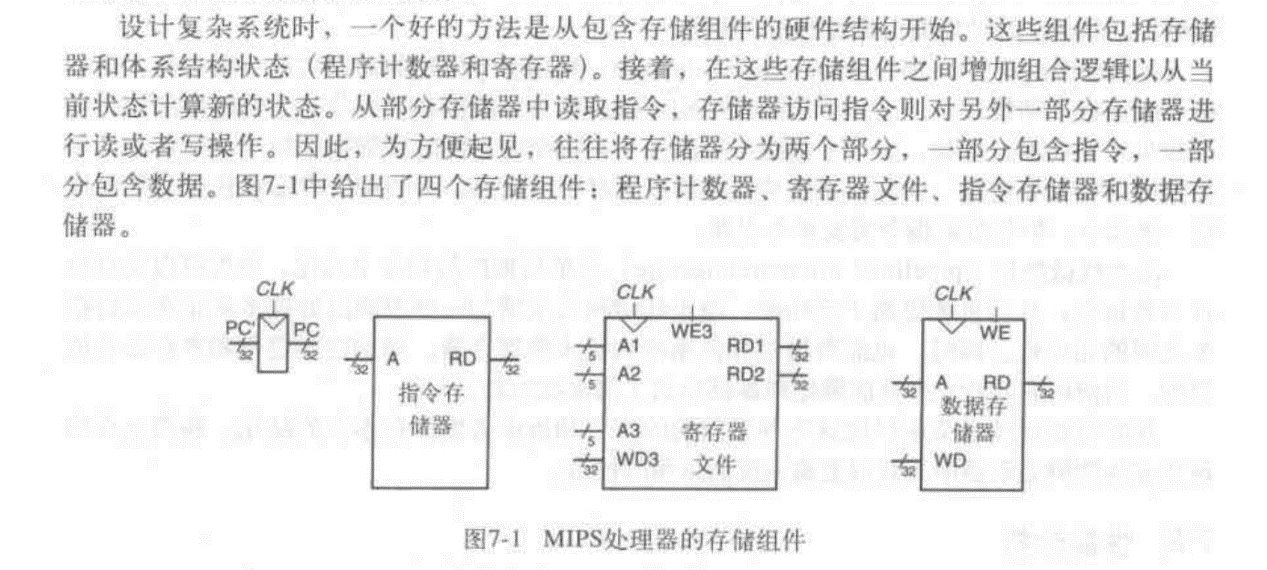 设计复杂系统时，一个好的方法是从包含存储组件的硬件结构开始。这些组件包括存储
器和体系结构状态（程序计数器和寄存器）。接着，在这些存储组件之间增加组合逻辑以从当
前状态计算新的状态。从部分存储器中读取指令，存储器访问指令则对另外一部分存储器进
行读或者写操作。因此，为方便起见，往往将存储器分为两个部分，一部分包含指令，一部
分包含数据。图7-1中给出了四个存储组件：程序计数器、寄存器文件、指令存储器和数据存
储器。
CLK
PC' PC
32 32
A RD
32 32
指令存
储器
CLK
WE3
A1 RD1
5 32
A2 RD2
5 32
A3
5
WD3
32
寄存器
文件
CLK
WE
A RD
32 32
数据存
储器
WD
32
图7-1 MIPS处理器的存储组件